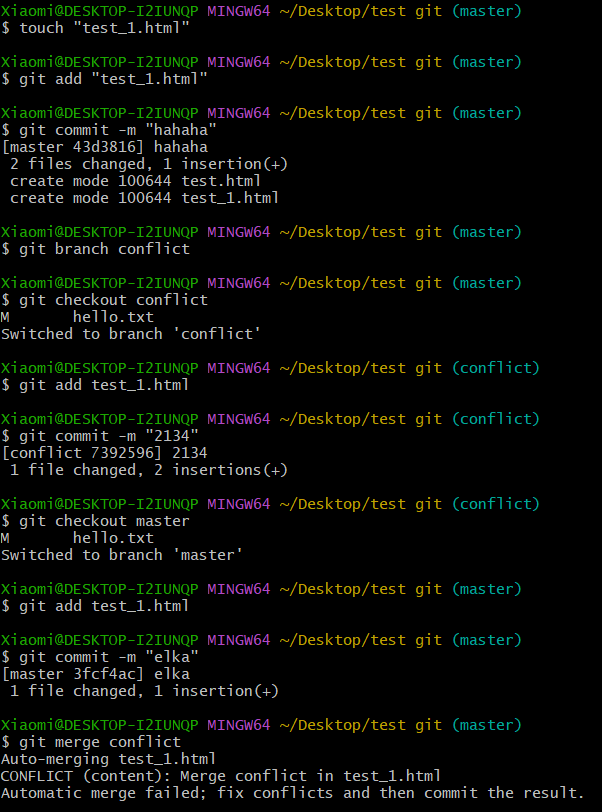 Xiaomi@DESKTOP-I2IUNQP MINGW64 ~/Desktop/test git (master)
$ touch "test_1.html"
Xiaomi@DESKTOP-I2IUNQP MINGW64 ~/Desktop/test git (master)
$ git add "test_1.html"
Xiaomi@DESKTOP-I2IUNQP MINGW64 ~/Desktop/test git (master)
$ git commit -m "hahaha"
[master 43d3816] hahaha
 2 files changed, 1 insertion(+)
 create mode 100644 test.html
 create mode 100644 test_1.html
Xiaomi@DESKTOP-I2IUNQP MINGW64 ~/Desktop/test git (master)
$ git branch conflict
Xiaomi@DESKTOP-I2IUNQP MINGW64 ~/Desktop/test git (master)
$ git checkout conflict
M       hello.txt
Switched to branch 'conflict'
Xiaomi@DESKTOP-I2IUNQP MINGW64 ~/Desktop/test git (conflict)
$ git add test_1.html
Xiaomi@DESKTOP-I2IUNQP MINGW64 ~/Desktop/test git (conflict)
$ git commit -m "2134"
[conflict 7392596] 2134
 1 file changed, 2 insertions(+)
Xiaomi@DESKTOP-I2IUNQP MINGW64 ~/Desktop/test git (conflict)
$ git checkout master
M       hello.txt
Switched to branch 'master'
Xiaomi@DESKTOP-I2IUNQP MINGW64 ~/Desktop/test git (master)
$ git add test_1.html
Xiaomi@DESKTOP-I2IUNQP MINGW64 ~/Desktop/test git (master)
$ git commit -m "elka"
[master 3fcf4ac] elka
 1 file changed, 1 insertion(+)
Xiaomi@DESKTOP-I2IUNQP MINGW64 ~/Desktop/test git (master)
$ git merge conflict
Auto-merging test_1.html
CONFLICT (content): Merge conflict in test_1.html
Automatic merge failed; fix conflicts and then commit the result.